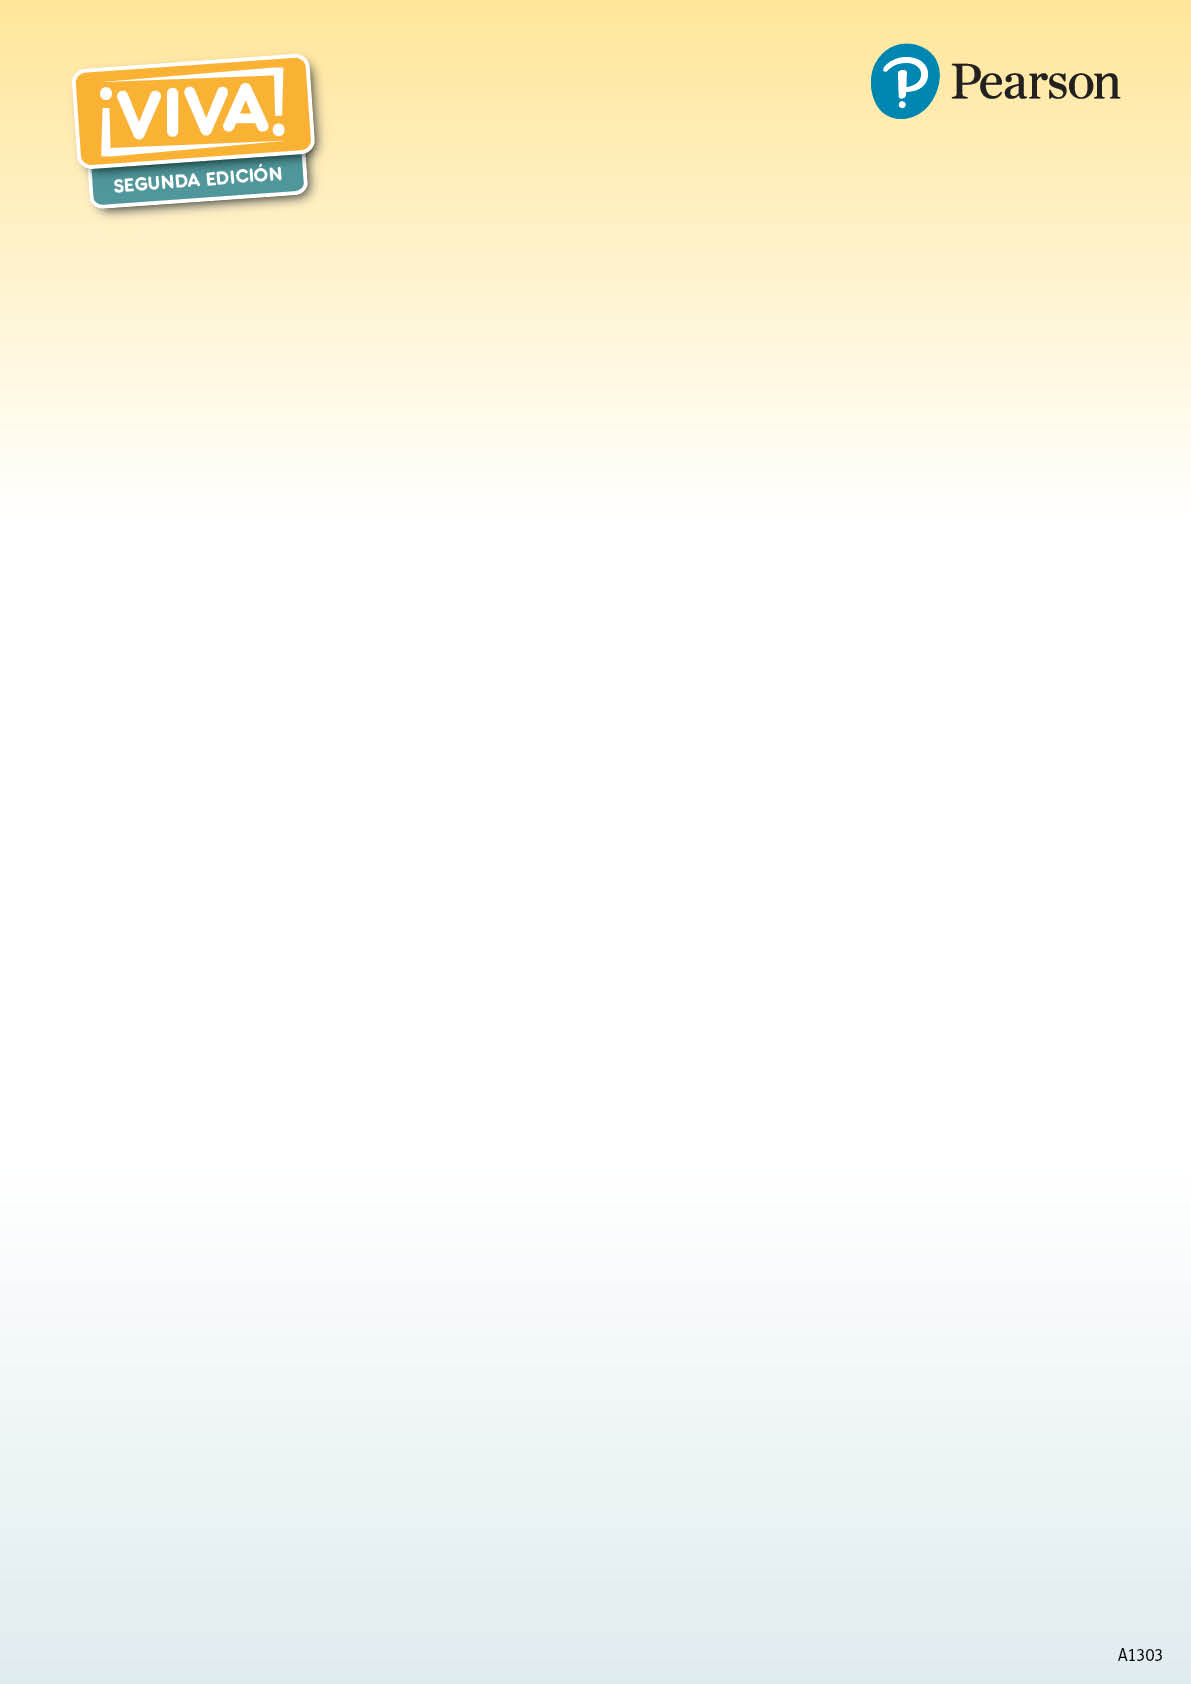 ¡VIVA!
SEGUNDA EDICIÓN
Pearson
A1303